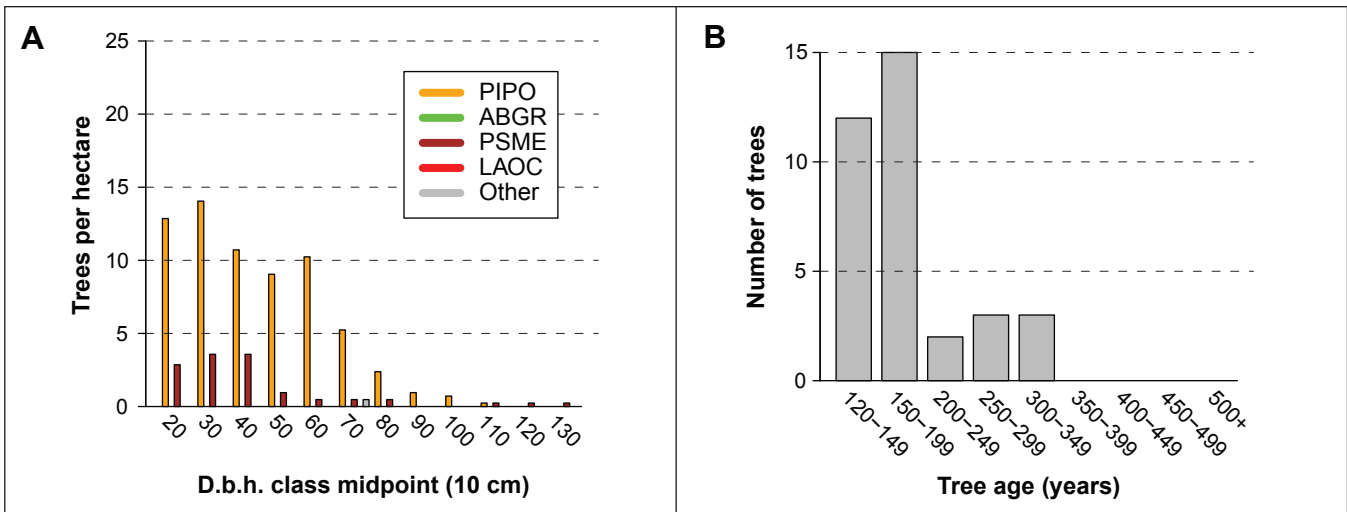 A
Trees per hectare
25
20
15
10
5
0
PIPO
ABGR
PSME
LAOC
Other
20
30
40
50
60
70
80
90
100
110
120
130
D.b.h. class midpoint (10 cm)
B
Number of trees
15
10
5
0
120–149
150–199
200–249
250–299
300–349
350–399
400–449
450–499
500+
Tree age (years)